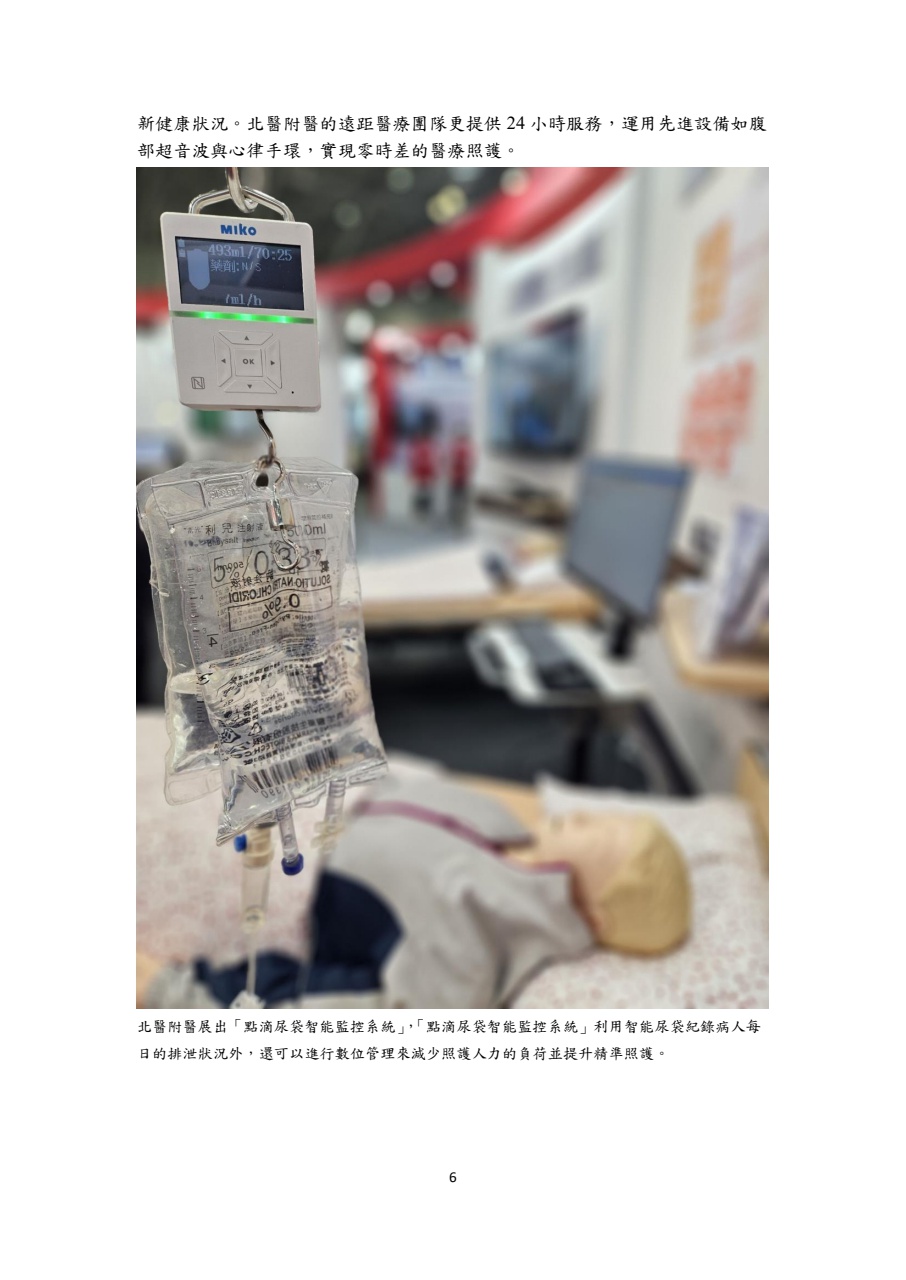 新健康狀況。北醫附醫的遠距醫療團隊更提供 24 小時服務，運用先進設備如腹
部超音波與心律手環，實現零時差的醫療照護。
Miko
493ml/70:25
藥劑:N/S
/ml/h
OK
SOLUTIO NATRII CHLORIDI
0.9%
4
北醫附醫展出「點滴尿袋智能監控系統」，「點滴尿袋智能監控系統」利用智能尿袋紀錄病人每
日的排泄狀況外，還可以進行數位管理來減少照護人力的負荷並提升精準照護。
6